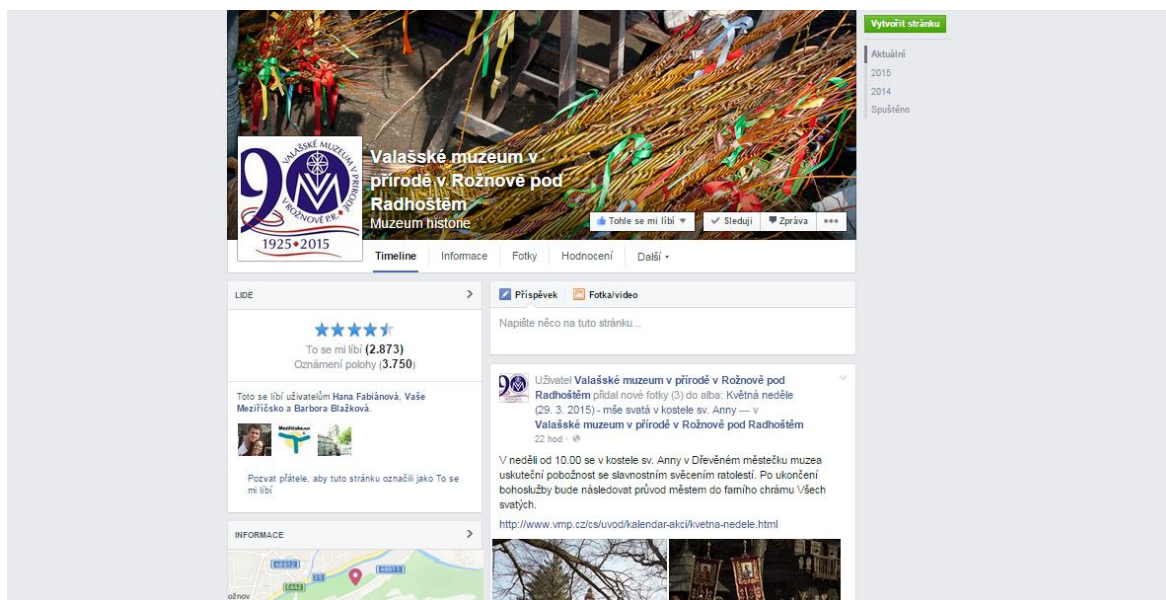 Vytvořit stránku
Aktuální
2015
2014
Spuštěno
90
VALAŠSKÉ MUZEUM V PŘÍRODĚ
V ROŽNOVĚ P.R.
1925♦2015
Valašské muzeum v
přírodě v Rožnově pod
Radhoštěm
Muzeum historie
Tohle se mi líbí
Sleduji
Zpráva
Timeline
Informace
Fotky
Hodnocení
Další
LIDÉ
To se mi líbí (2.873)
Oznámení polohy (3.750)
Toto se líbí uživatelům Hana Fabiánová, Vaše
Meziříčsko a Barbora Blažková.
Pozvat přátele, aby tuto stránku označili jako To se
mi líbí
INFORMACE
35
E442
ožnov
Příspěvek
Fotka/video
Napište něco na tuto stránku...
Uživatel Valašské muzeum v přírodě v Rožnově pod
Radhoštěm přidal nové fotky (3) do alba: Květná neděle
(29. 3. 2015) - mše svatá v kostele sv. Anny — v
Valašské muzeum v přírodě v Rožnově pod Radhoštěm
22 hod ·
V neděli od 10.00 se v kostele sv. Anny v Dřevěném městečku muzea
uskuteční pobožnost se slavnostním svěcením ratolestí. Po ukončení
bohoslužby bude následovat průvod městem do farního chrámu Všech
svatých.
http://www.vmp.cz/cs/uvod/kalendar-akci/kvetna-nedele.html